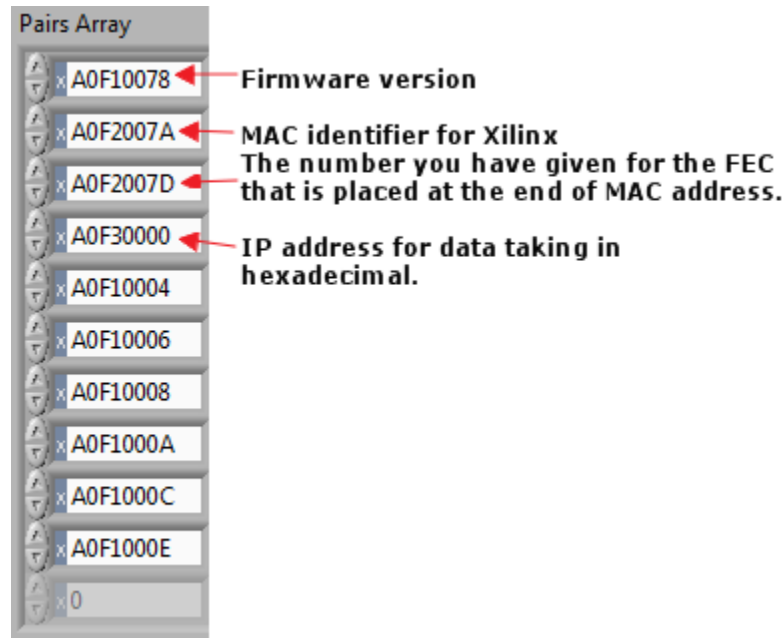 Pairs Array
x A0F10078
Firmware version
x A0F2007A
MAC identifier for Xilinx
The number you have given for the FEC
x A0F2007D
that is placed at the end of MAC address.
x A0F30000
IP address for data taking in
hexadecimal.
x A0F10004
x A0F10006
x A0F10008
x A0F1000A
x A0F1000C
x A0F1000E
x 0